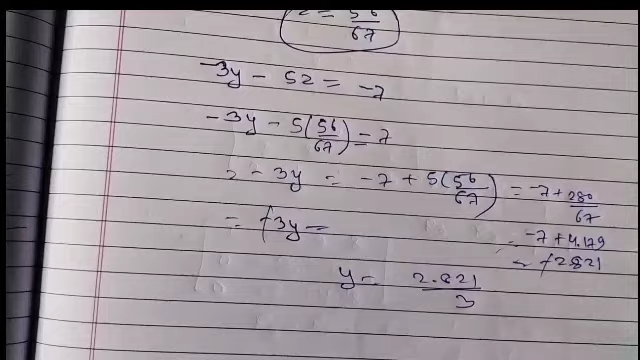 z = 56/67
-3y - 5z = -7
-3y - 5(56/67) = 7
-3y = -7 + 5(56/67) = -7 + 280/67
= -7 + 4.179
= -3y =
= -2.821
y = 2.821/3